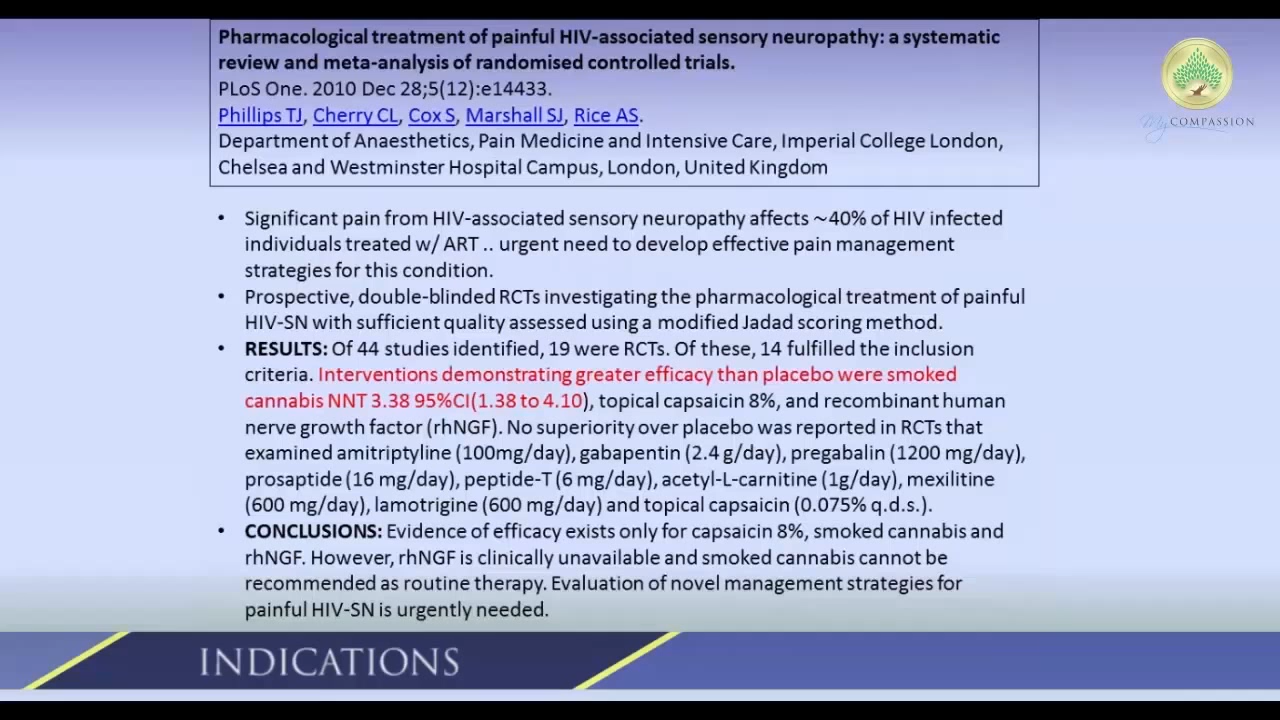 Pharmacological treatment of painful HIV-associated sensory neuropathy: a systematic
review and meta-analysis of randomised controlled trials.
PLoS One. 2010 Dec 28;5(12):e14433.
Phillips TJ, Cherry CL, Cox S, Marshall SJ, Rice AS.
Department of Anaesthetics, Pain Medicine and Intensive Care, Imperial College London,
Chelsea and Westminster Hospital Campus, London, United Kingdom
My COMPASSION
• Significant pain from HIV-associated sensory neuropathy affects ~40% of HIV infected
individuals treated w/ ART .. urgent need to develop effective pain management
strategies for this condition.
• Prospective, double-blinded RCTs investigating the pharmacological treatment of painful
HIV-SN with sufficient quality assessed using a modified Jadad scoring method.
• RESULTS: Of 44 studies identified, 19 were RCTs. Of these, 14 fulfilled the inclusion
criteria. Interventions demonstrating greater efficacy than placebo were smoked
cannabis NNT 3.38 95%CI(1.38 to 4.10), topical capsaicin 8%, and recombinant human
nerve growth factor (rhNGF). No superiority over placebo was reported in RCTs that
examined amitriptyline (100mg/day), gabapentin (2.4 g/day), pregabalin (1200 mg/day),
prosaptide (16 mg/day), peptide-T (6 mg/day), acetyl-L-carnitine (1g/day), mexilitine
(600 mg/day), lamotrigine (600 mg/day) and topical capsaicin (0.075% q.d.s.).
• CONCLUSIONS: Evidence of efficacy exists only for capsaicin 8%, smoked cannabis and
rhNGF. However, rhNGF is clinically unavailable and smoked cannabis cannot be
recommended as routine therapy. Evaluation of novel management strategies for
painful HIV-SN is urgently needed.
INDICATIONS